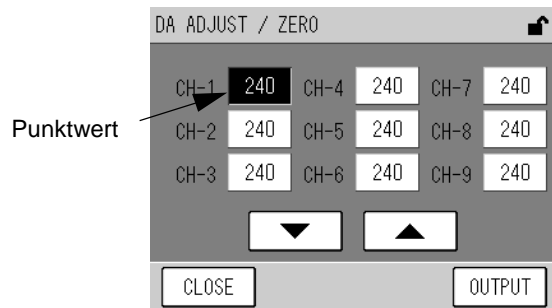 DA ADJUST / ZERO
Punktwert
CH-1 240 CH-4 240 CH-7 240
CH-2 240 CH-5 240 CH-8 240
CH-3 240 CH-6 240 CH-9 240
CLOSE OUTPUT